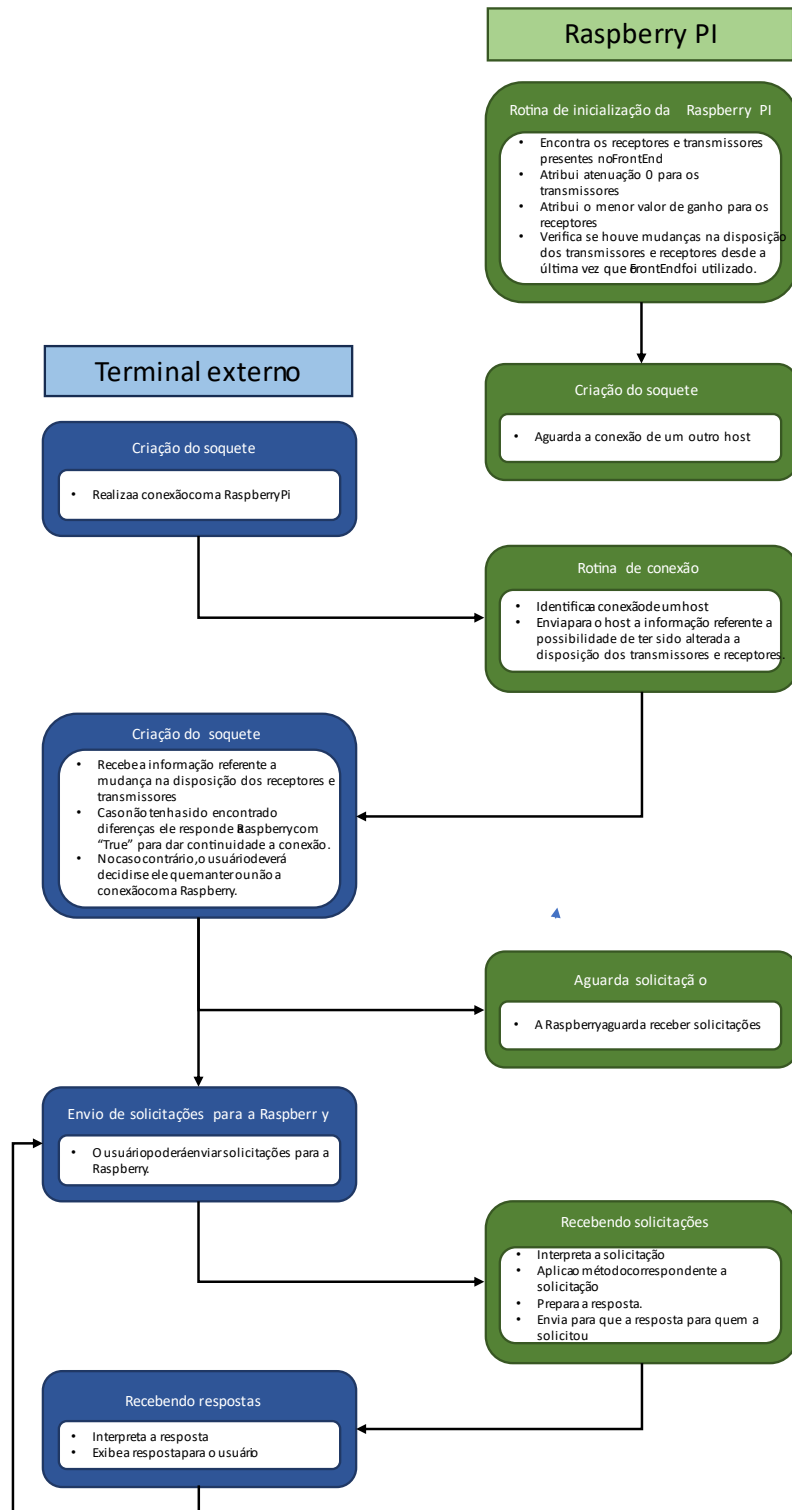 Raspberry PI
Rotina de inicialização da Raspberry PI
• Encontra os receptores e transmissores
presentes noFrontEnd
• Atribui atenuação 0 para os
transmissores
• Atribui o menor valor de ganho para os
receptores
• Verifica se houve mudanças na disposição
dos transmissores e receptores desde a
última vez que o FrontEndfoi utilizado.
Terminal externo
Criação do soquete
• Aguarda a conexão de um outro host
Criação do soquete
• Realizaa conexãocoma RaspberryPi
Rotina de conexão
• Identificaa conexãode umhost
• Enviapara o host a informação referente a
possibilidade de ter sido alterada a
disposição dos transmissores e receptores.
Criação do soquete
• Recebea informação referente a
mudança na disposição dos receptores e
transmissores
• Casonão tenhasido encontrado
diferenças ele responde à Raspberrycom
“True” para dar continuidade a conexão.
• Nocaso contrário, o usuáriodeverá
decidirse ele quemanter ounão a
conexãocoma Raspberry.
Aguarda solicitaçã o
• A Raspberryaguarda receber solicitações
Envio de solicitações para a Raspberr y
• O usuáriopoderáenviarsolicitações para a
Raspberry.
Recebendo solicitações
• Interpreta a solicitação
• Aplicao métodocorrespondente a
solicitação
• Prepara a resposta.
• Envia para que a resposta para quem a
solicitou
Recebendo respostas
• Interpreta a resposta
• Exibea respostapara o usuário